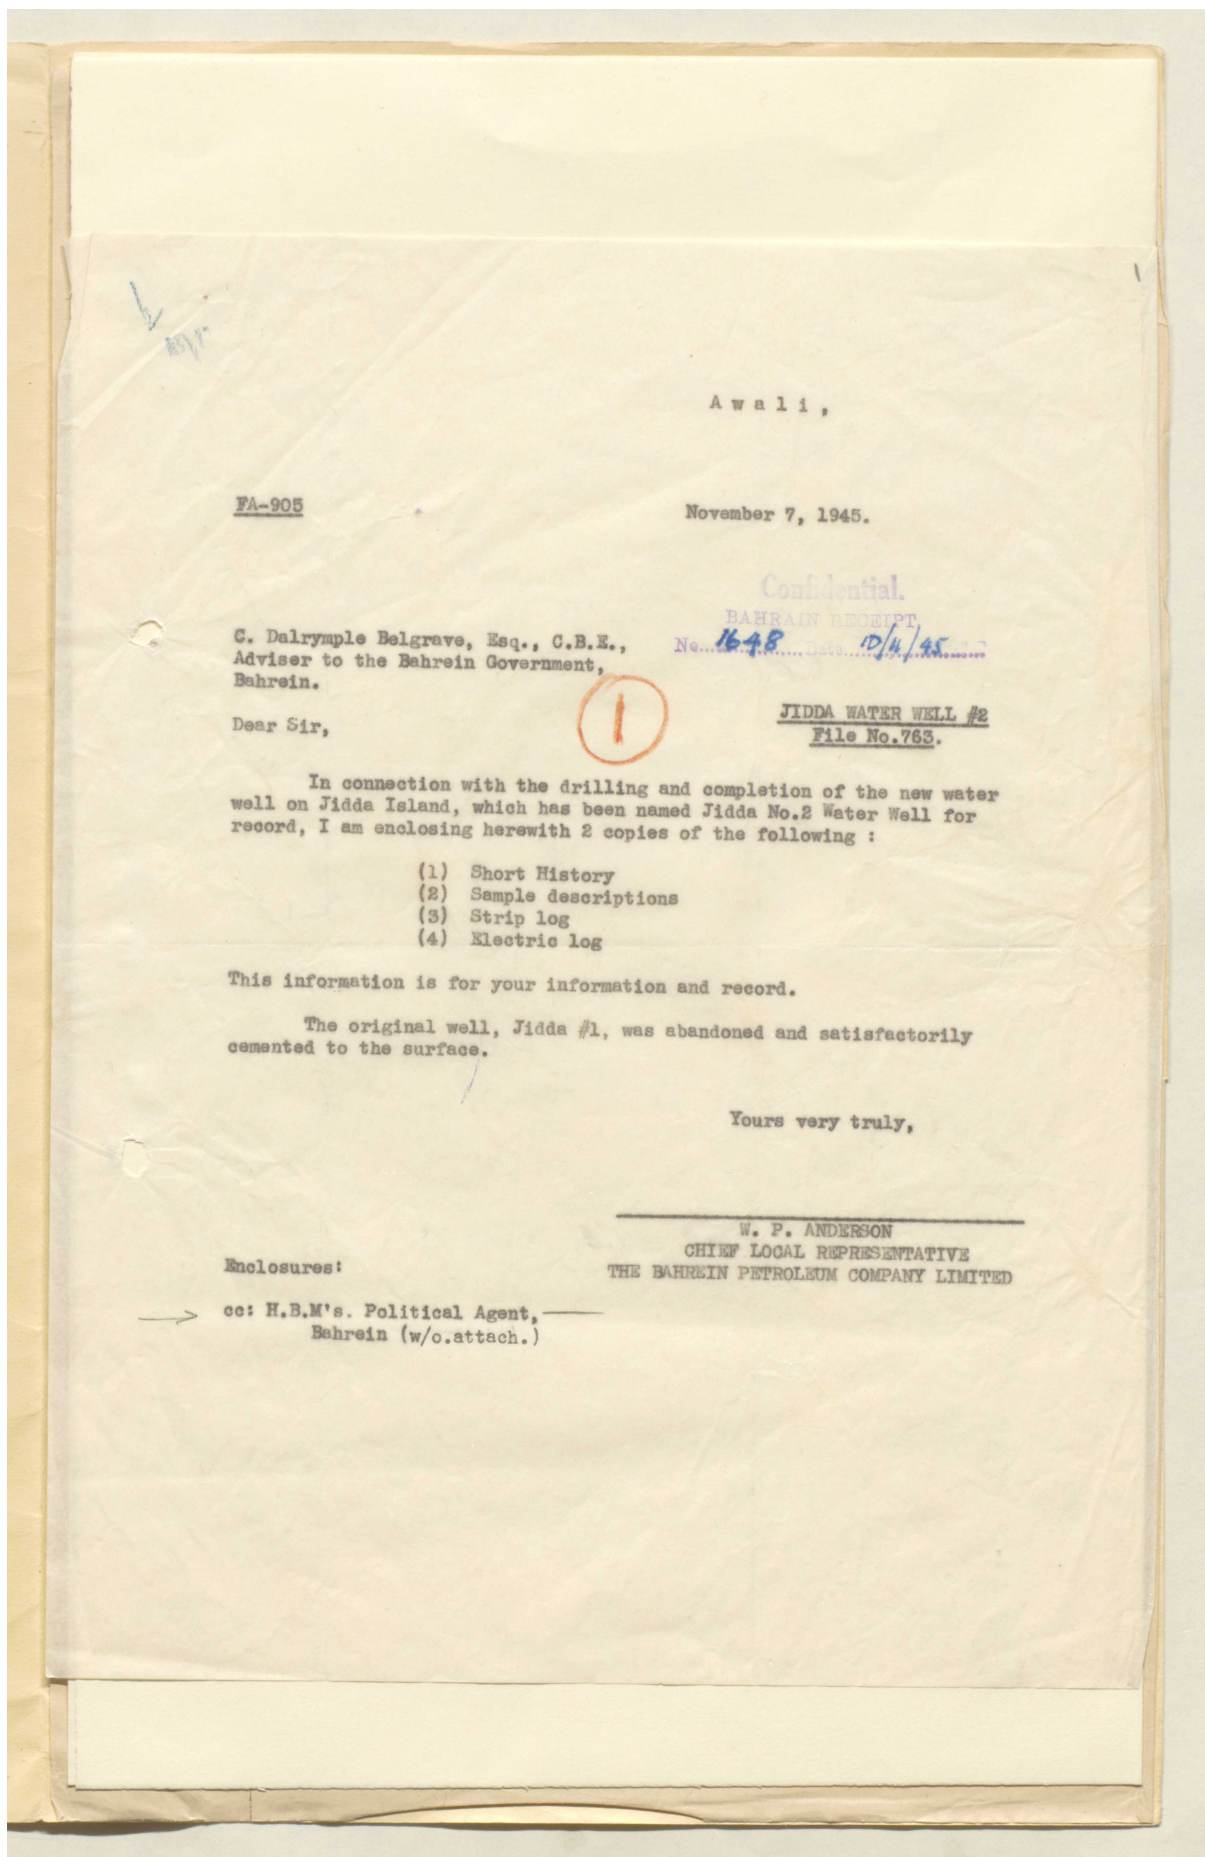 1
Awali,
FA-905
November 7, 1945.
Confidential.
BAHRAIN RECEIPT
No. 1648 Date 10/11/45
C. Dalrymple Belgrave, Esq., C.B.E.,
Adviser to the Bahrein Government,
Bahrein.
1
JIDDA WATER WELL #2
File No.763.
Dear Sir,
In connection with the drilling and completion of the new water
well on Jidda Island, which has been named Jidda No.2 Water Well for
record, I am enclosing herewith 2 copies of the following :
(1) Short History
(2) Sample descriptions
(3) Strip log
(4) Electric log
This information is for your information and record.
The original well, Jidda #1, was abandoned and satisfactorily
cemented to the surface.
Yours very truly,
W. P. ANDERSON
CHIEF LOCAL REPRESENTATIVE
THE BAHREIN PETROLEUM COMPANY LIMITED
Enclosures:
cc: H.B.M's. Political Agent,
Bahrein (w/o.attach.)